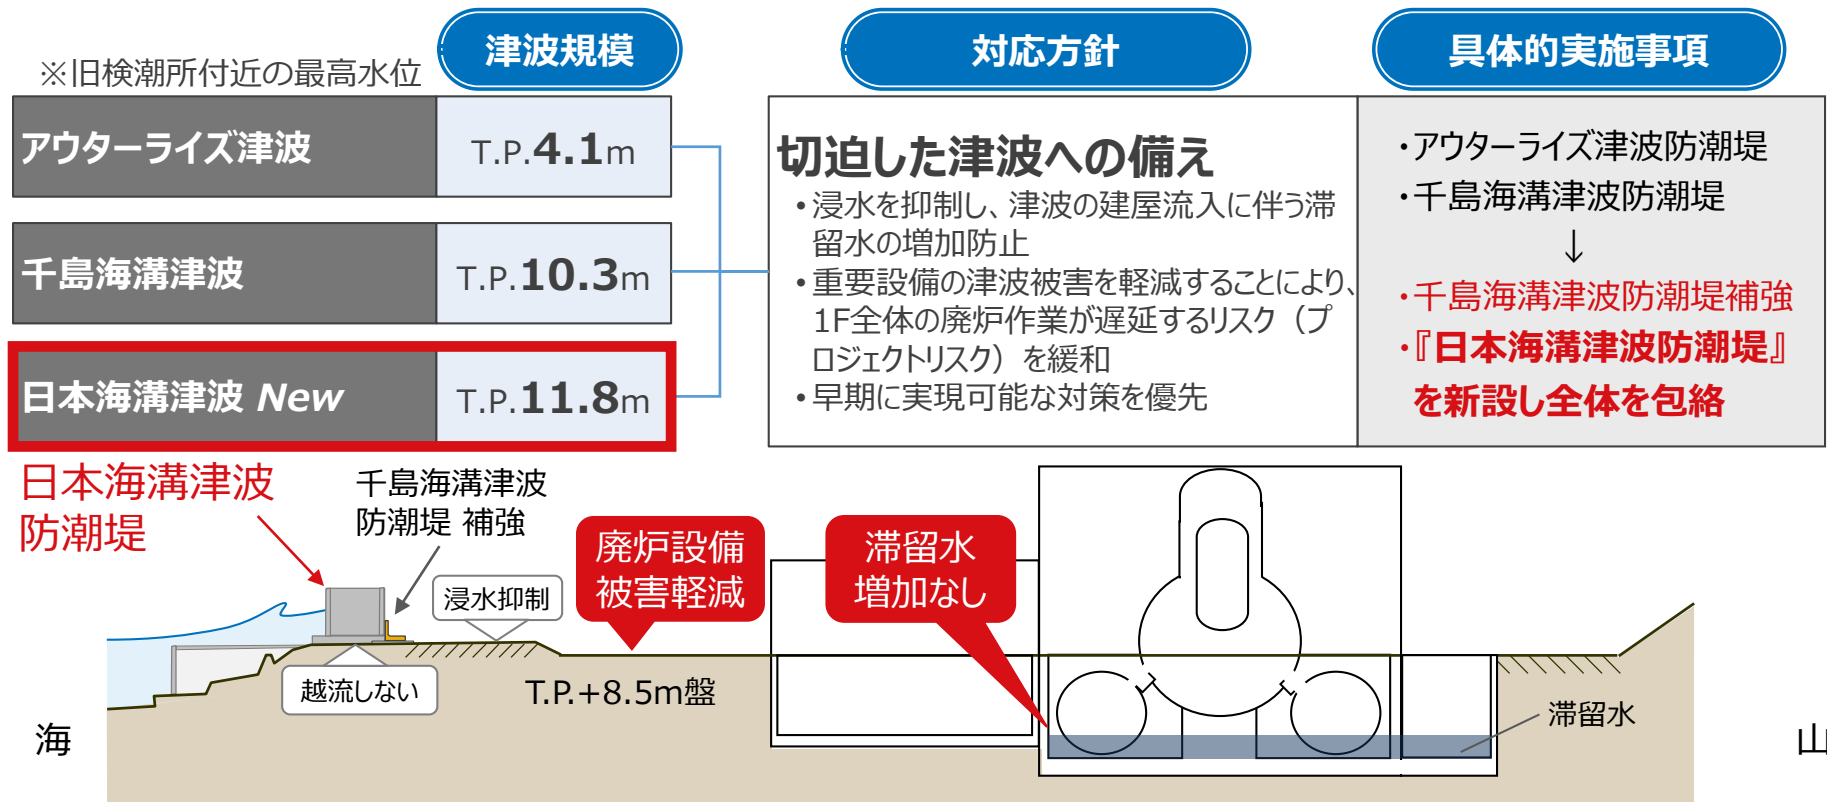 ※旧検潮所付近の最高水位
津波規模
対応方針
具体的実施事項
アウターライズ津波
T.P.4.1m
千島海溝津波
T.P.10.3m
日本海溝津波 New
T.P.11.8m
切迫した津波への備え
•浸水を抑制し、津波の建屋流入に伴う滞
留水の増加防止
•重要設備の津波被害を軽減することにより、
1F全体の廃炉作業が遅延するリスク（プ
ロジェクトリスク）を緩和
•早期に実現可能な対策を優先
・アウターライズ津波防潮堤
・千島海溝津波防潮堤
↓
・千島海溝津波防潮堤補強
・『日本海溝津波防潮堤』
を新設し全体を包絡
日本海溝津波
防潮堤
千島海溝津波
防潮堤 補強
浸水抑制
廃炉設備
被害軽減
滞留水
増加なし
越流しない
T.P.+8.5m盤
滞留水
海
山